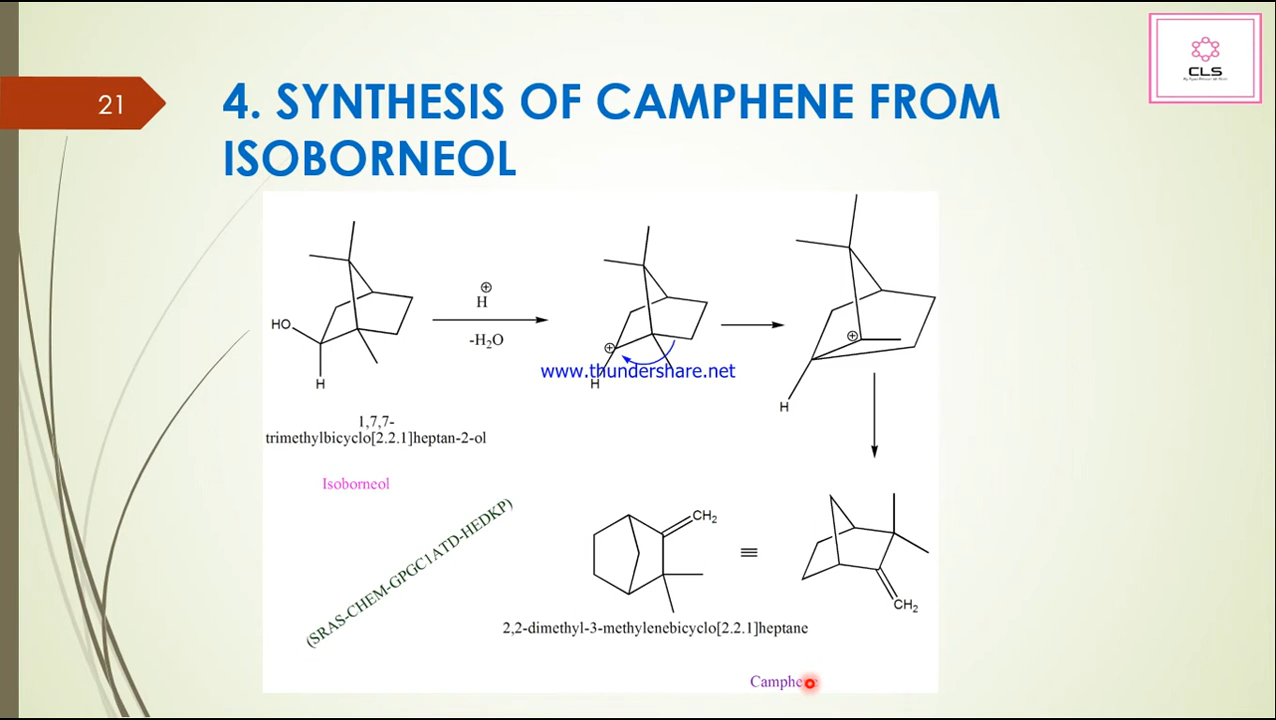 21
4. SYNTHESIS OF CAMPHENE FROM
ISOBORNEOL
CLS
HO
H
⊕
H
-H₂O
⊕
H
www.thundershare.net
⊕
H
1,7,7-
trimethylbicyclo[2.2.1]heptan-2-ol
Isoborneol
(SRAS-CHEM-GPGC1ATD-HEDKP)
CH₂
≡
CH₂
2,2-dimethyl-3-methylenebicyclo[2.2.1]heptane